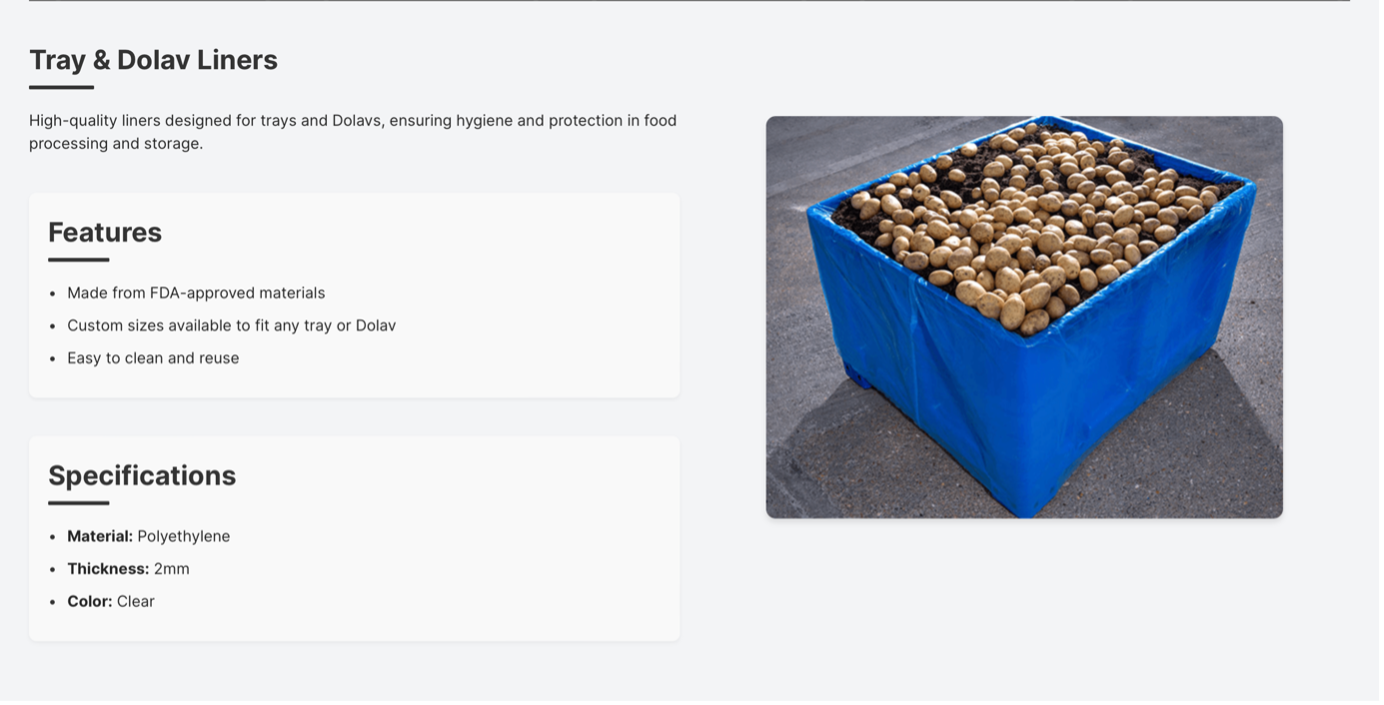 Tray & Dolav Liners
High-quality liners designed for trays and Dolavs, ensuring hygiene and protection in food
processing and storage.
Features
• Made from FDA-approved materials
• Custom sizes available to fit any tray or Dolav
• Easy to clean and reuse
Specifications
• Material: Polyethylene
• Thickness: 2mm
• Color: Clear